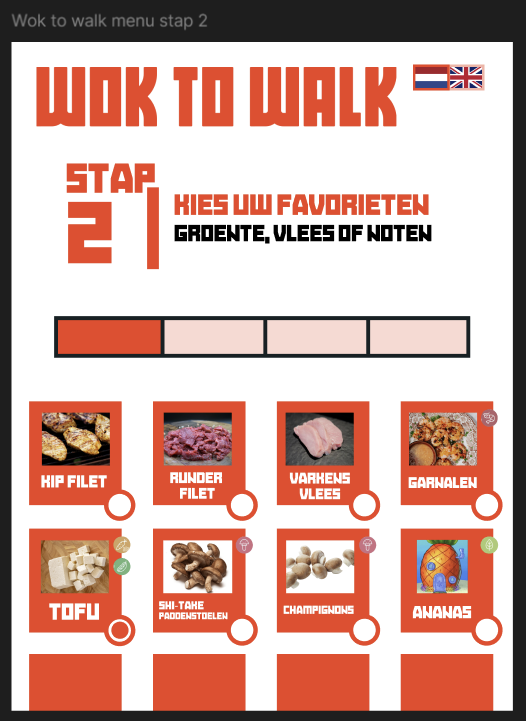 Wok to walk menu stap 2
WOK TO WALK
STAP
2
KIES UW FAVORIETEN
GROENTE, VLEES OF NOTEN
KIP FILET
RUNDER
FILET
VARKENS
VLEES
GARNALEN
TOFU
SHI-TAKE
PADDENSTOELEN
CHAMPIGNONS
ANANAS